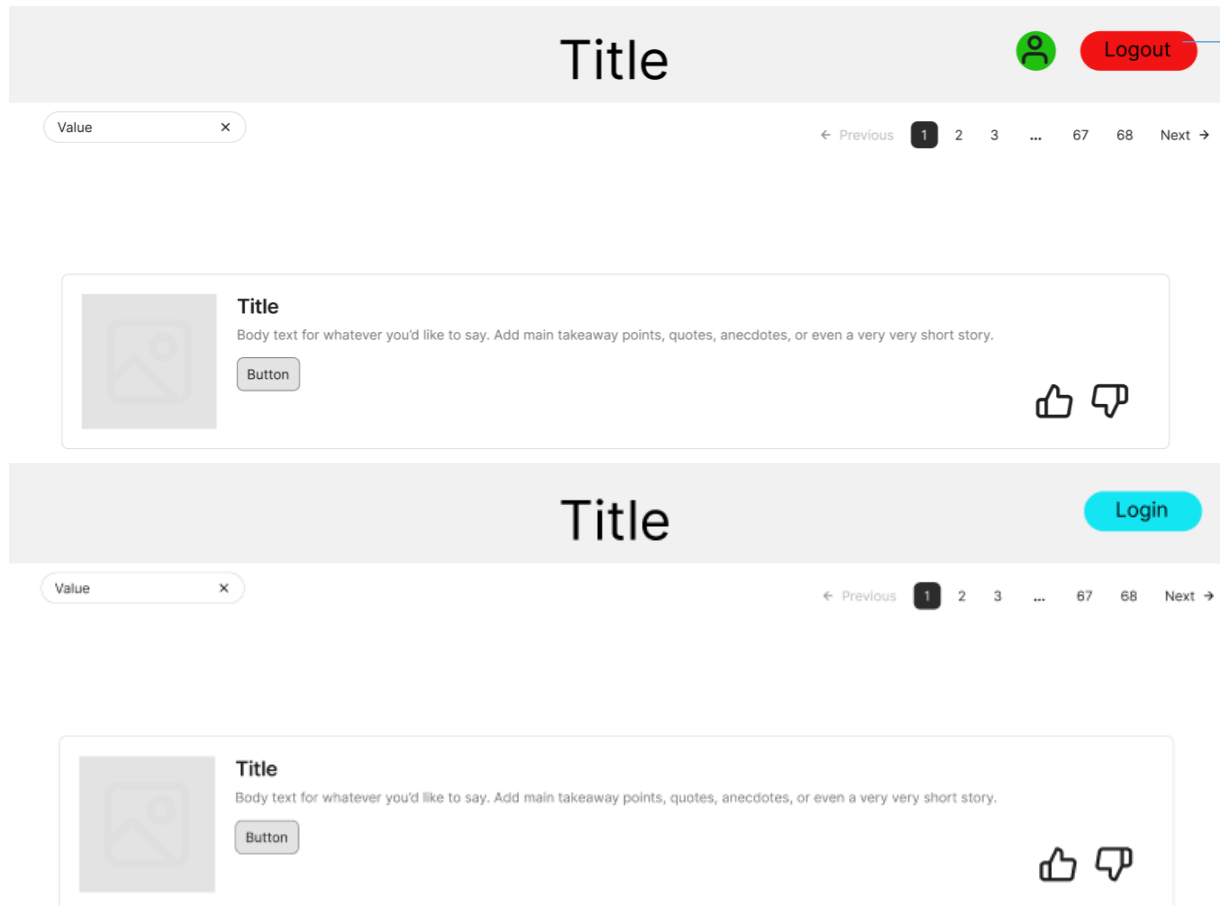 Title
Logout
Value
← Previous 1 2 3 ... 67 68 Next →
Title
Body text for whatever you’d like to say. Add main takeaway points, quotes, anecdotes, or even a very very short story.
Button
Title
Login
Value
← Previous 1 2 3 ... 67 68 Next →
Title
Body text for whatever you’d like to say. Add main takeaway points, quotes, anecdotes, or even a very very short story.
Button